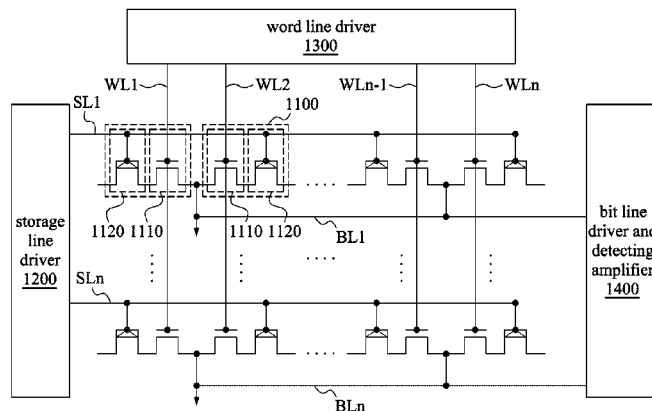 word line driver
1300
WL1
WL2
WLn-1
WLn
SL1
1100
1120
1110
1110
1120
BL1
storage
line
driver
1200
bit line
driver and
detecting
amplifier
1400
SLn
BLn